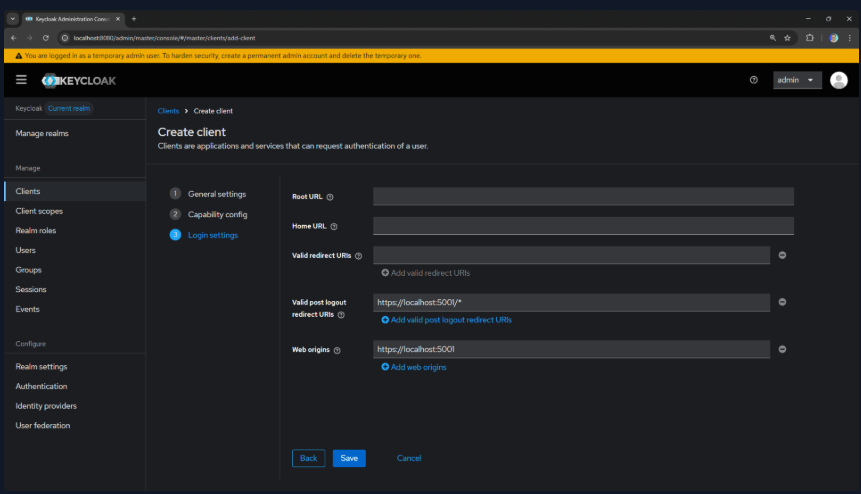 Keycloak Administration Conso
localhost:8080/admin/master/console/#/master/clients/add-client
You are logged in as a temporary admin user. To harden security, create a permanent admin account and delete the temporary one.
KEYCLOAK
admin
Keycloak Current realm
Manage realms
Manage
Clients
Client scopes
Realm roles
Users
Groups
Sessions
Events
Configure
Realm settings
Authentication
Identity providers
User federation
Clients > Create client
Create client
Clients are applications and services that can request authentication of a user.
1 General settings
2 Capability config
3 Login settings
Root URL
Home URL
Valid redirect URIs
Add valid redirect URIs
Valid post logout
redirect URIs
https://localhost:5001/*
Add valid post logout redirect URIs
Web origins
https://localhost:5001
Add web origins
Back
Save
Cancel